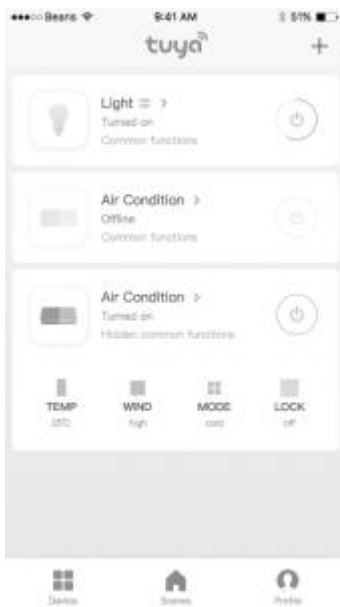 Beans 9:41 AM 51%
tuya
Light >
Turned on
Common functions
Air Condition >
Offline
Common functions
Air Condition >
Turned on
Hidden common functions
TEMP WIND MODE LOCK
high cold off
Device Scenes Profile